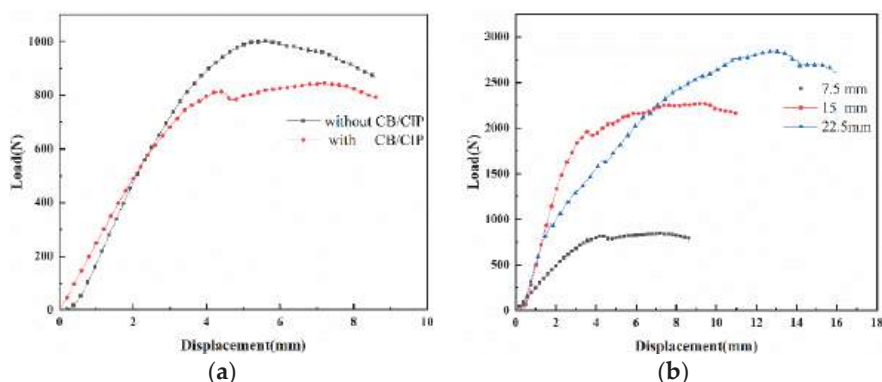 1000
800
600
400
200
0
Load(N)
without CB/CIP
with CB/CIP
0 2 4 6 8 10
Displacement(mm)
(a)
3000
2500
2000
1500
1000
500
0
Load(N)
7.5 mm
15 mm
22.5mm
0 2 4 6 8 10 12 14 16 18
Displacement(mm)
(b)